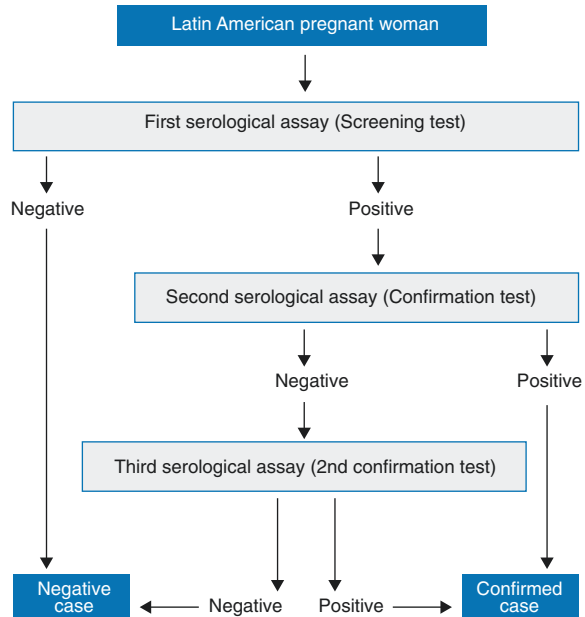 Latin American pregnant woman
First serological assay (Screening test)
Negative
Positive
Second serological assay (Confirmation test)
Negative
Positive
Third serological assay (2nd confirmation test)
Negative
case
Negative
Positive
Confirmed
case